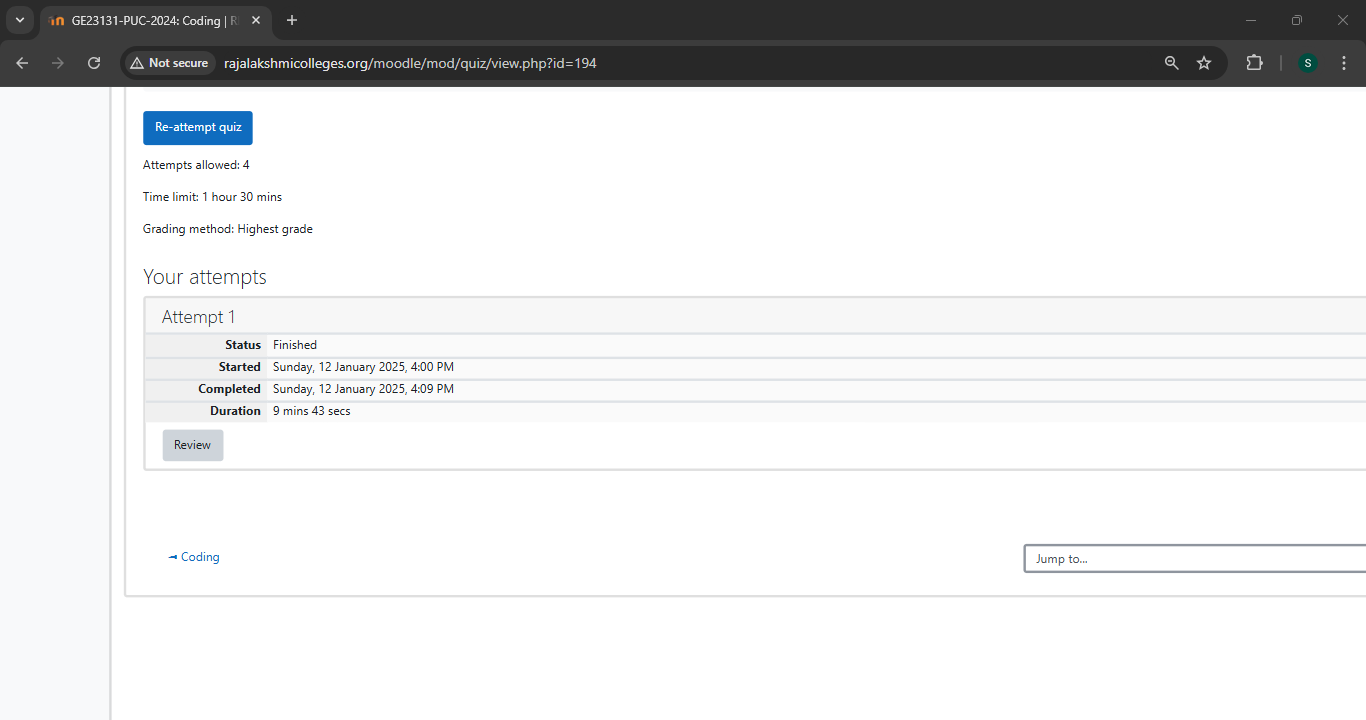 GE23131-PUC-2024: Coding | R
Not secure rajalakshmicolleges.org/moodle/mod/quiz/view.php?id=194
S
Re-attempt quiz
Attempts allowed: 4
Time limit: 1 hour 30 mins
Grading method: Highest grade
Your attempts
Attempt 1
Status Finished
Started Sunday, 12 January 2025, 4:00 PM
Completed Sunday, 12 January 2025, 4:09 PM
Duration 9 mins 43 secs
Review
◄ Coding
Jump to...